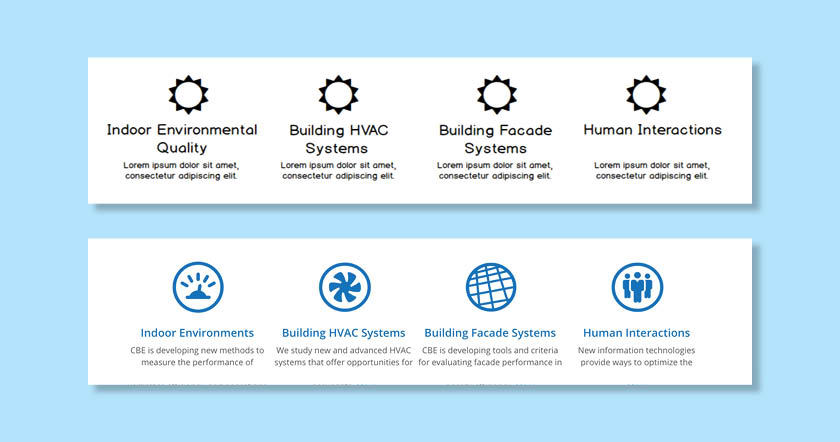 Indoor Environmental
Quality
Lorem ipsum dolor sit amet,
consectetur adipiscing elit.
Building HVAC
Systems
Lorem ipsum dolor sit amet,
consectetur adipiscing elit.
Building Facade
Systems
Lorem ipsum dolor sit amet,
consectetur adipiscing elit.
Human Interactions
Lorem ipsum dolor sit amet,
consectetur adipiscing elit.
Indoor Environments
CBE is developing new methods to
measure the performance of
Building HVAC Systems
We study new and advanced HVAC
systems that offer opportunities for
Building Facade Systems
CBE is developing tools and criteria
for evaluating facade performance in
Human Interactions
New information technologies
provide ways to optimize the